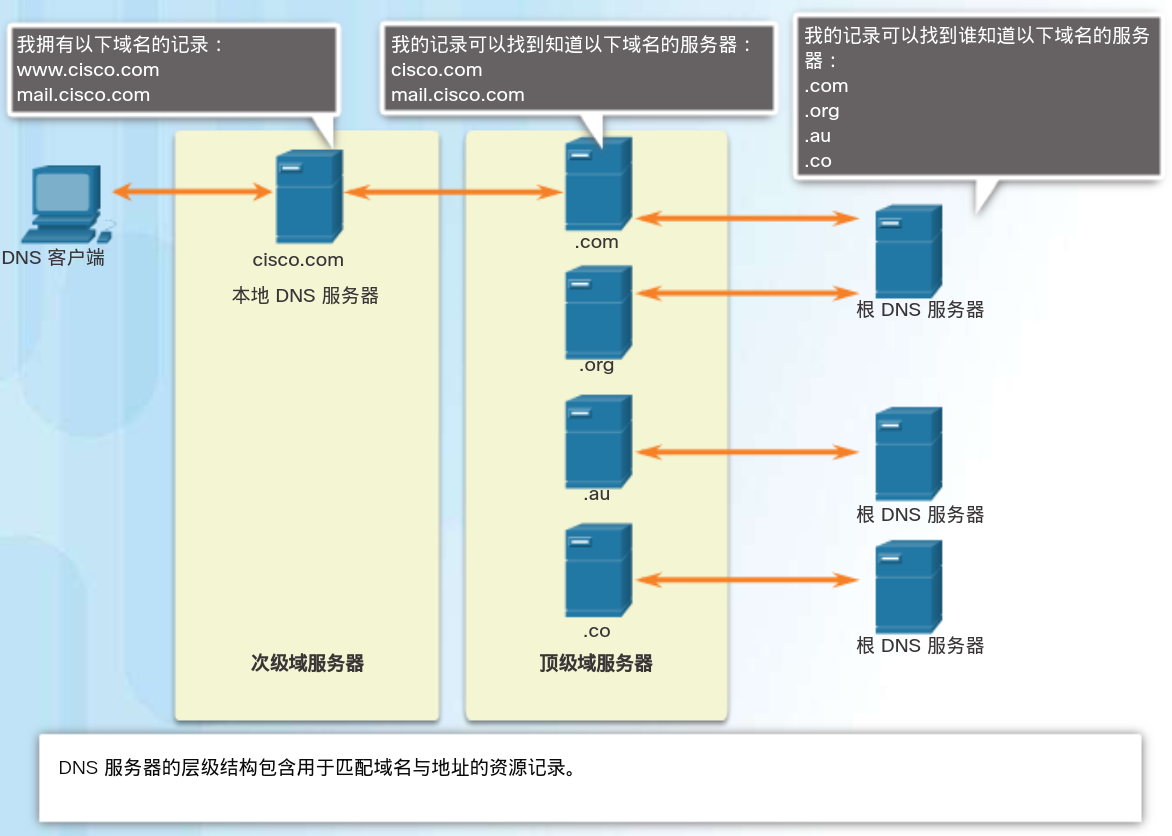 我拥有以下域名的记录：
www.cisco.com
mail.cisco.com
我的记录可以找到知道以下域名的服务器：
cisco.com
mail.cisco.com
我的记录可以找到谁知道以下域名的服务
器：
.com
.org
.au
.co
DNS 客户端
cisco.com
本地 DNS 服务器
.com
.org
.au
.co
根 DNS 服务器
根 DNS 服务器
根 DNS 服务器
次级域服务器
顶级域服务器
DNS 服务器的层级结构包含用于匹配域名与地址的资源记录。